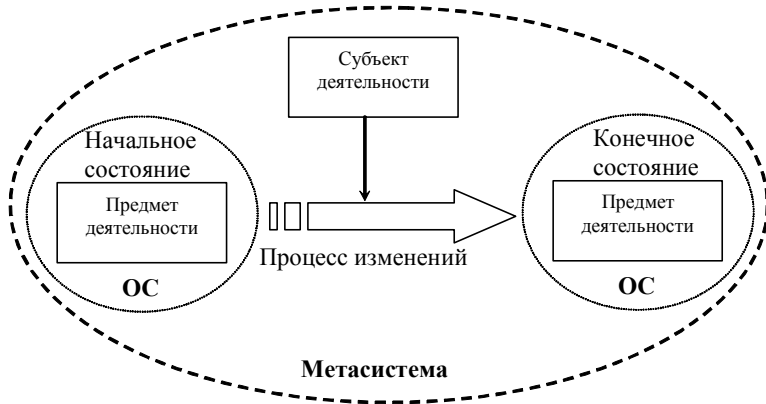 Субъект
деятельности
Начальное
состояние
Предмет
деятельности
ОС
Процесс изменений
Конечное
состояние
Предмет
деятельности
ОС
Метасистема